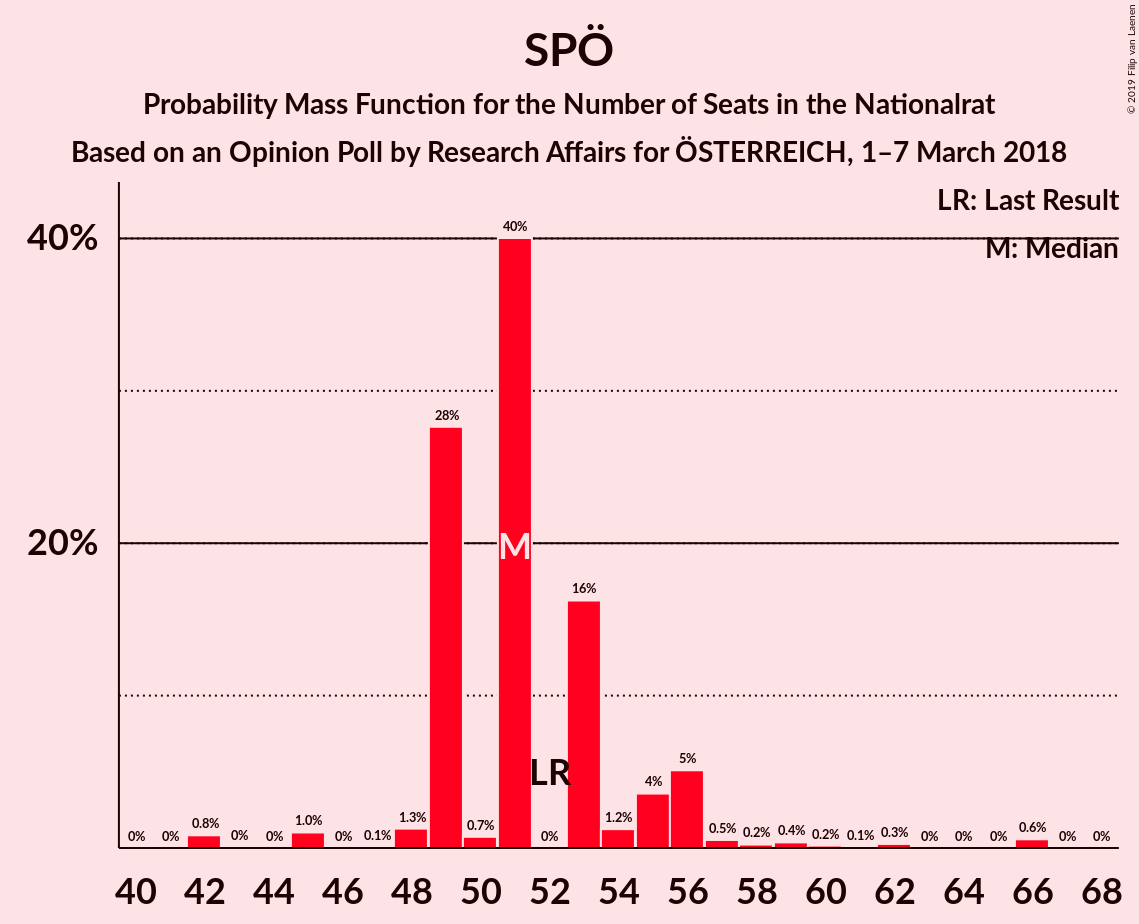 SPÖ
Probability Mass Function for the Number of Seats in the Nationalrat
Based on an Opinion Poll by Research Affairs for ÖSTERREICH, 1–7 March 2018
© 2019 Filip van Laenen
LR: Last Result
M: Median
40%
20%
0% 0% 0.8% 0% 0% 1.0% 0% 0.1% 1.3% 28% 0.7% 40% 0% 16% 1.2% 4% 5% 0.5% 0.2% 0.4% 0.2% 0.1% 0.3% 0% 0% 0% 0.6% 0% 0%
M
LR
40 42 44 46 48 50 52 54 56 58 60 62 64 66 68